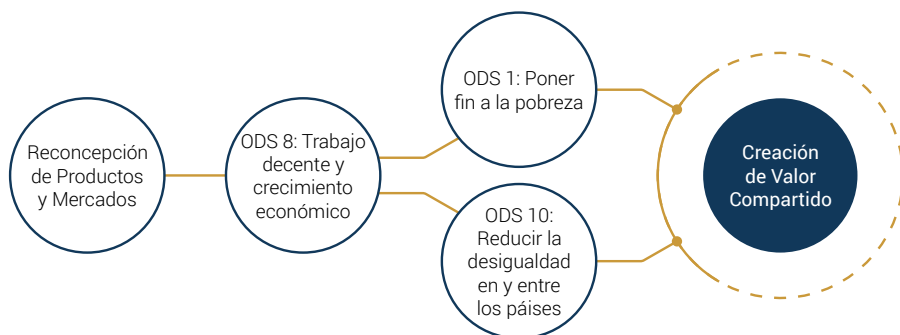 Reconcepción
de Productos
y Mercados
ODS 8: Trabajo
decente y
crecimiento
económico
ODS 1: Poner
fin a la pobreza
ODS 10:
Reducir la
desigualdad
en y entre
los páises
Creación
de Valor
Compartido